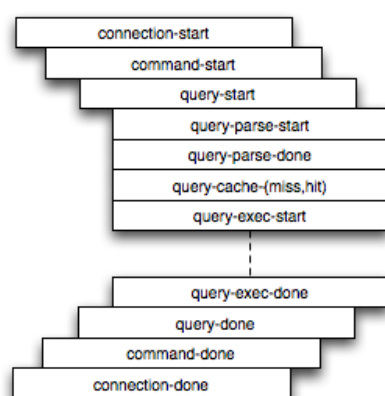 connection-start
command-start
query-start
query-parse-start
query-parse-done
query-cache-(miss,hit)
query-exec-start
query-exec-done
query-done
command-done
connection-done